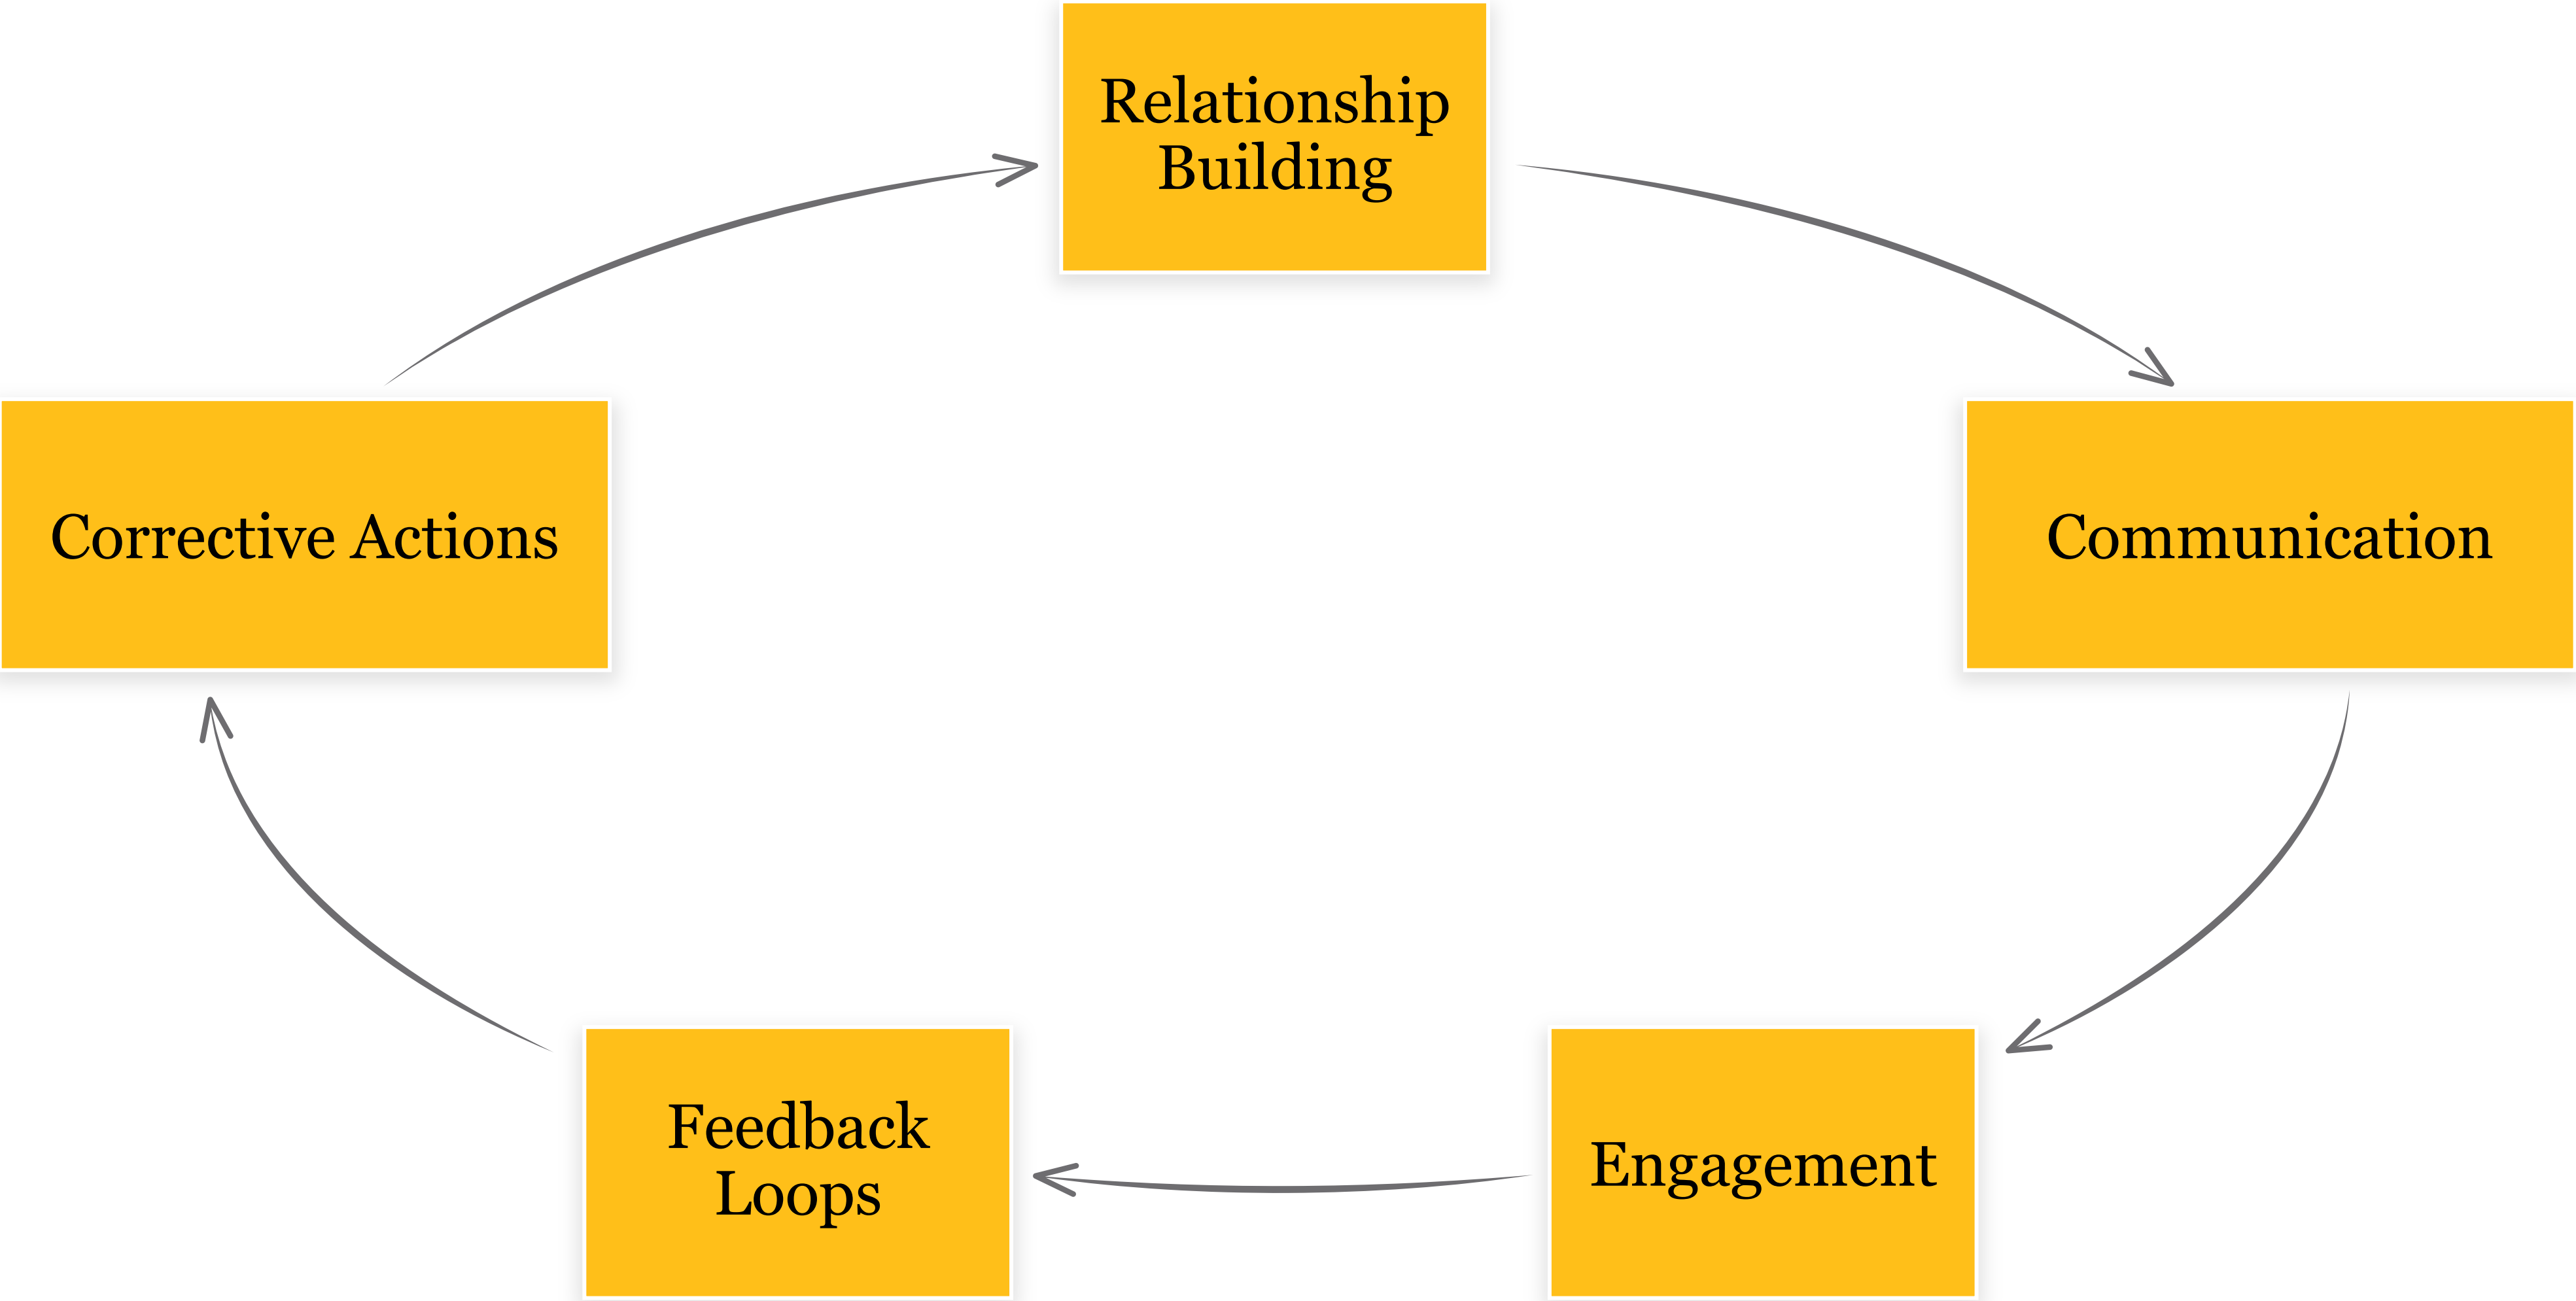 Relationship
Building
Corrective Actions
Communication
Feedback
Loops
Engagement